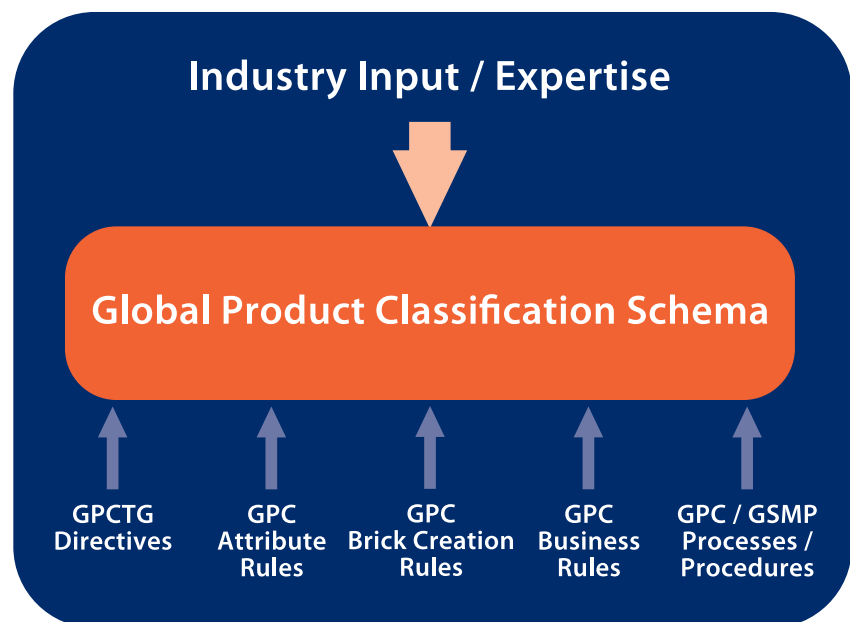 Industry Input / Expertise
Global Product Classification Schema
GPCTG
Directives
GPC
Attribute
Rules
GPC
Brick Creation
Rules
GPC
Business
Rules
GPC / GSMP
Processes /
Procedures